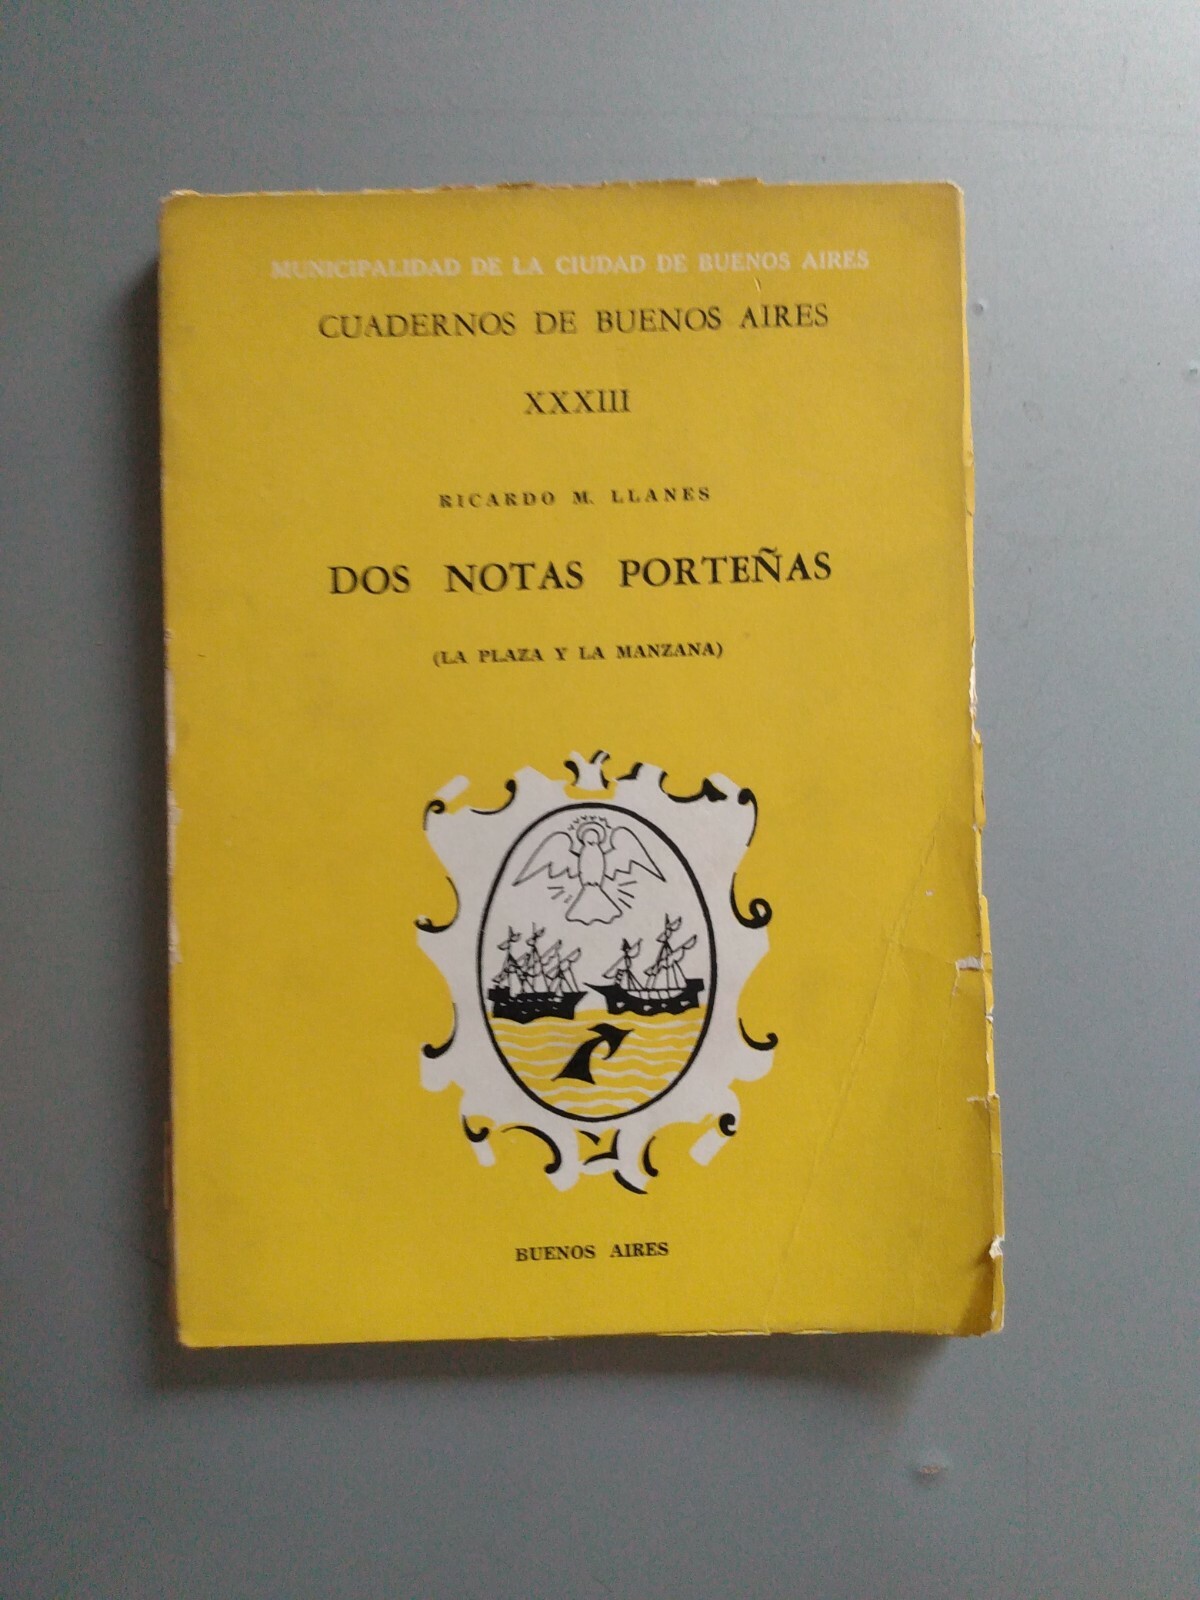 MUNICIPALIDAD DE LA CIUDAD DE BUENOS AIRES
CUADERNOS DE BUENOS AIRES
XXXIII
RICARDO M. LLANES
DOS NOTAS PORTEÑAS
(LA PLAZA Y LA MANZANA)
BUENOS AIRES